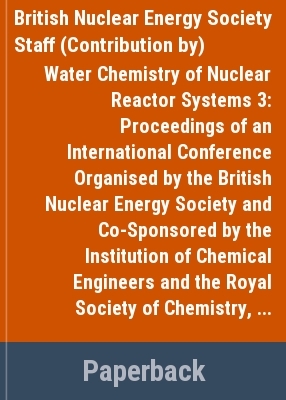 British Nuclear Energy Society
Staff (Contribution by)
Water Chemistry of Nuclear
Reactor Systems 3:
Proceedings of an
International Conference
Organised by the British
Nuclear Energy Society and
Co-Sponsored by the
Institution of Chemical
Engineers and the Royal
Society of Chemistry, ...
Paperback